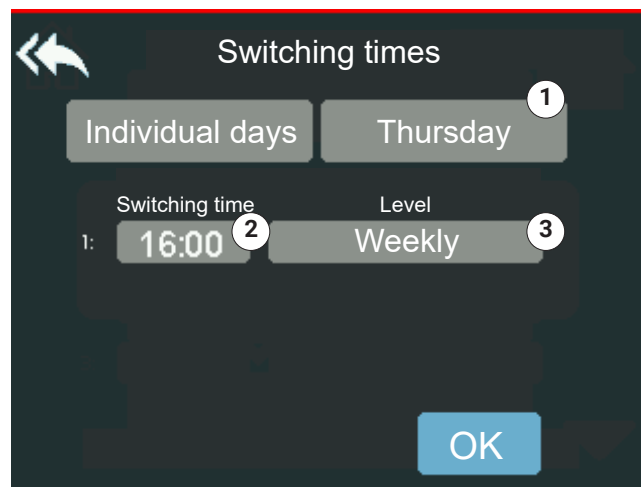 Switching times
1
Individual days Thursday
Switching time Level
1: 16:00 2 Weekly 3
OK